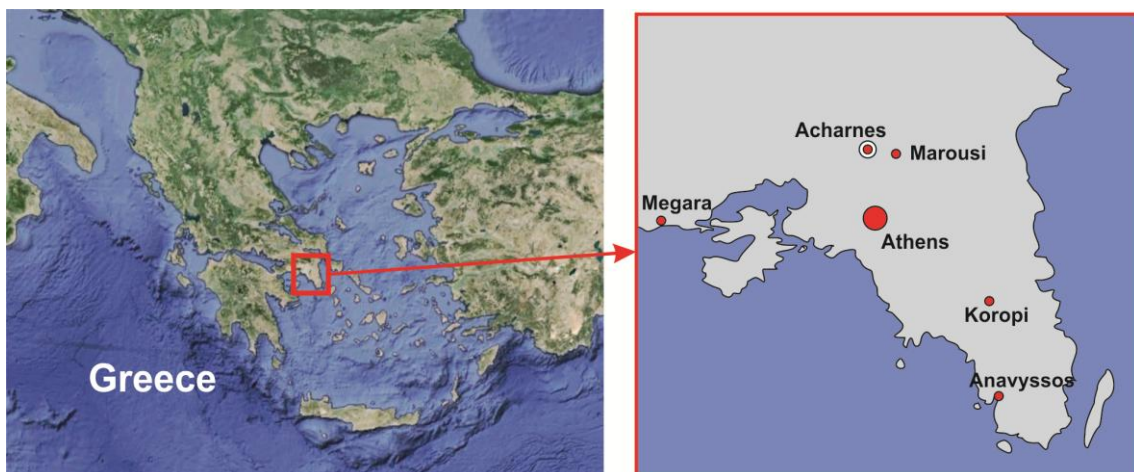 Greece
Acharnes
Marousi
Megara
Athens
Koropi
Anavyssos